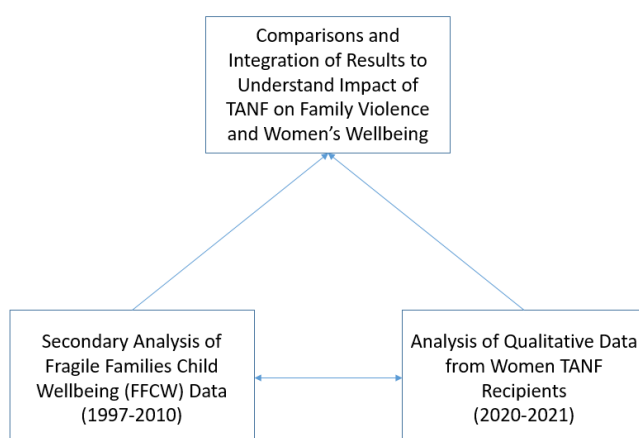 Comparisons and
Integration of Results to
Understand Impact of
TANF on Family Violence
and Women’s Wellbeing
Secondary Analysis of
Fragile Families Child
Wellbeing (FFCW) Data
(1997-2010)
Analysis of Qualitative Data
from Women TANF
Recipients
(2020-2021)